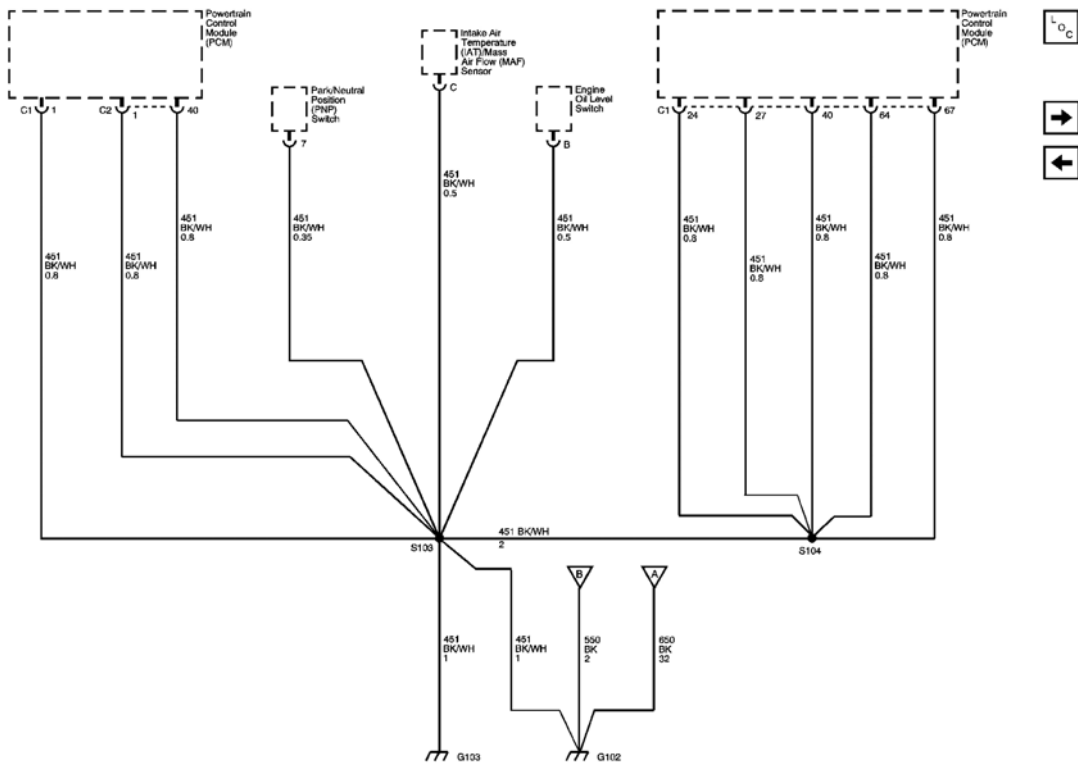 Powertrain
Control
Module
(PCM)
Intake Air
Temperature
(IAT)/Mass
Air Flow (MAF)
Sensor
Powertrain
Control
Module
(PCM)
L
O
C
Park/Neutral
Position
(PNP)
Switch
Engine
Oil Level
Switch
C1 1
C2 1
40
7
C
B
C1 24
27
40
64
67
451
BK/WH
0.8
451
BK/WH
0.8
451
BK/WH
0.8
451
BK/WH
0.35
451
BK/WH
0.5
451
BK/WH
0.5
451
BK/WH
0.8
451
BK/WH
0.8
451
BK/WH
0.8
451
BK/WH
0.8
451
BK/WH
0.8
S103
451 BK/WH
2
S104
B
A
451
BK/WH
1
451
BK/WH
1
550
BK
2
650
BK
32
G103
G102